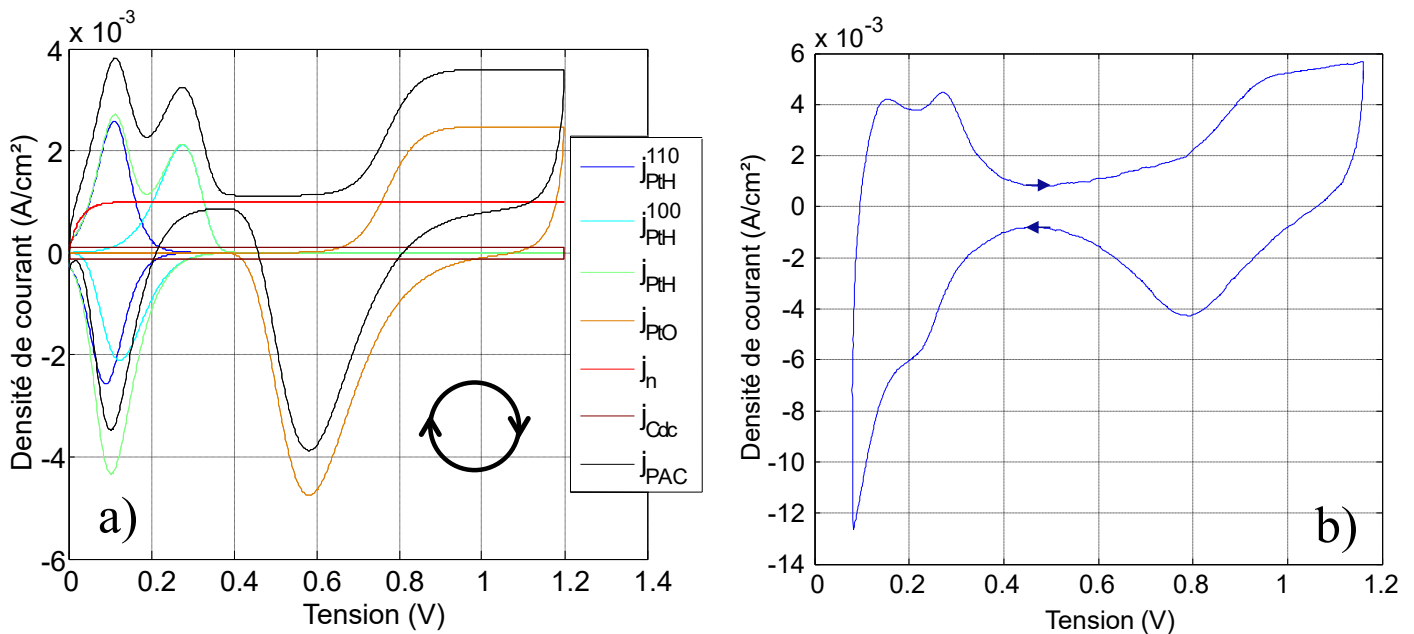 x 10-3
4
2
0
-2
-4
-6
0
0.2
0.4
0.6
0.8
1
1.2
1.4
Densité de courant (A/cm²)
Tension (V)
j110PtH
j100PtH
jPtH
jPtO
jn
jCdc
jPAC
a)
x 10-3
6
4
2
0
-2
-4
-6
-8
-10
-12
-14
0
0.2
0.4
0.6
0.8
1
1.2
Densité de courant (A/cm²)
Tension (V)
b)